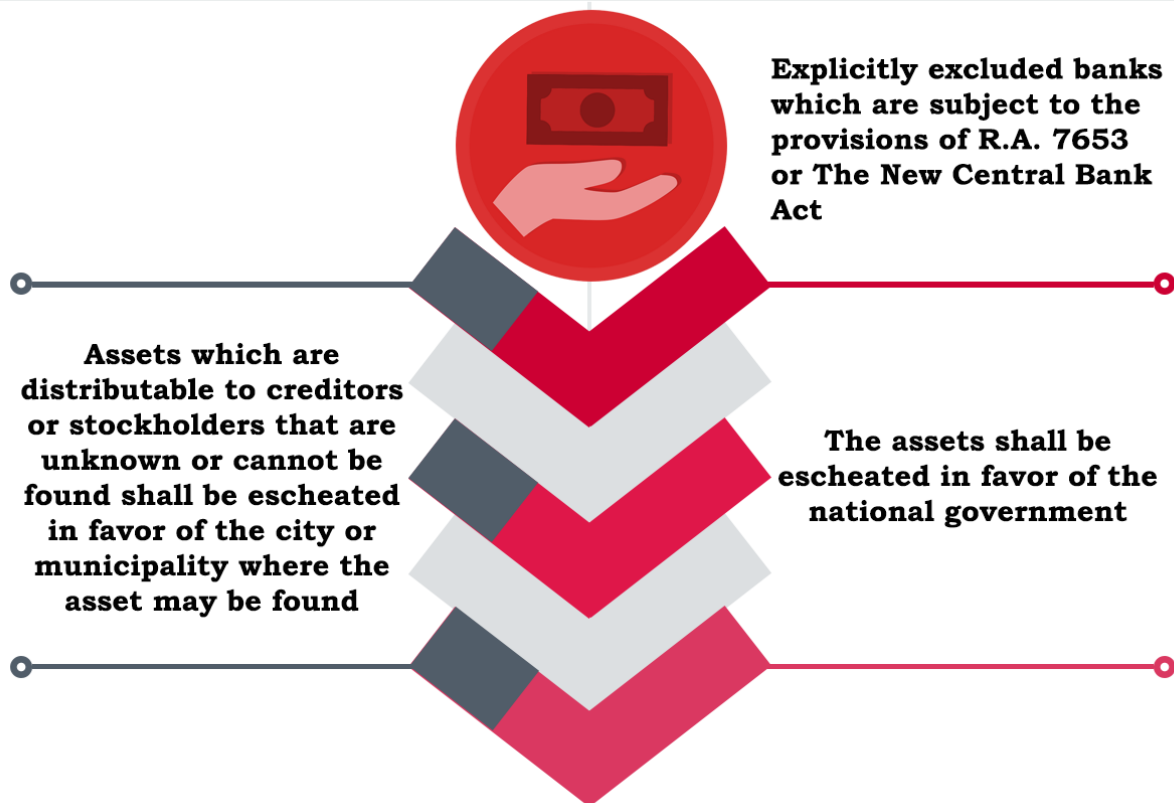 Explicitly excluded banks
which are subject to the
provisions of R.A. 7653
or The New Central Bank
Act
Assets which are
distributable to creditors
or stockholders that are
unknown or cannot be
found shall be escheated
in favor of the city or
municipality where the
asset may be found
The assets shall be
escheated in favor of the
national government